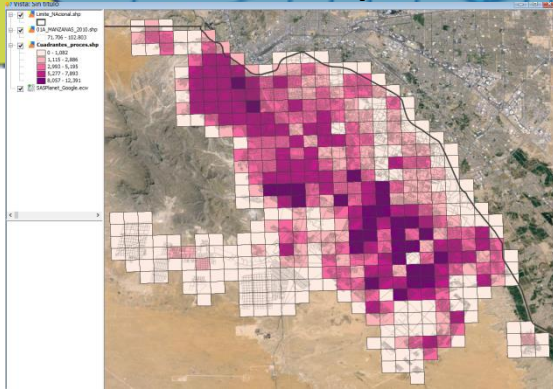 Vista: Sin título
Limite_NAcional.shp
01A_MANZANAS_2010.shp
71,706 - 102,803
Cuadrantes_proces.shp
0 - 1,082
1,115 - 2,886
2,903 - 5,195
5,277 - 7,893
8,057 - 12,391
SASPlanet_Google.ecw